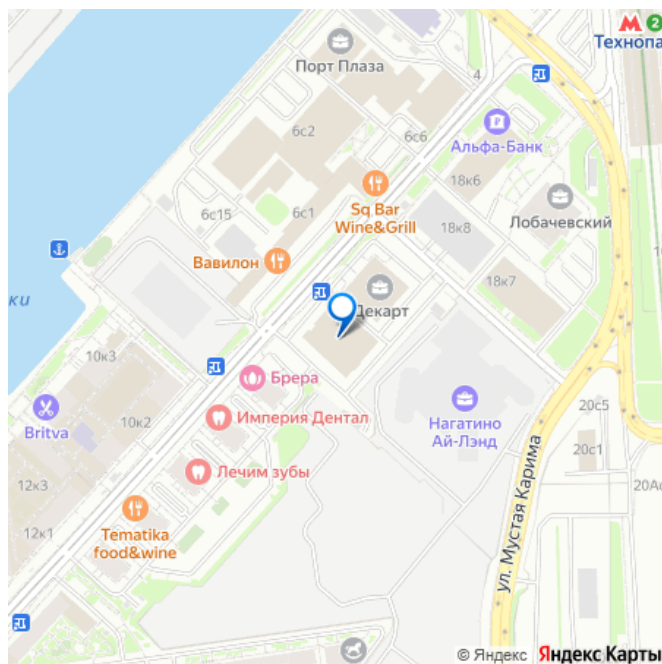 М 2
Технопа
Порт Плаза
4
6с2
6с6
Альфа-Банк
18к6
Sq Bar
Wine&Grill
6с1
6с15
18к8
Лобачевский
Вавилон
18к7
Декарт
ки
10к3
Брера
Britva
10к2
Империя Дентал
Нагатино
Ай-Лэнд
20с5
20с1
Лечим зубы
12к3
20Ас
12к1
Tematika
food&wine
ул. Мустая Карима
© Яндекс Яндекс Карты